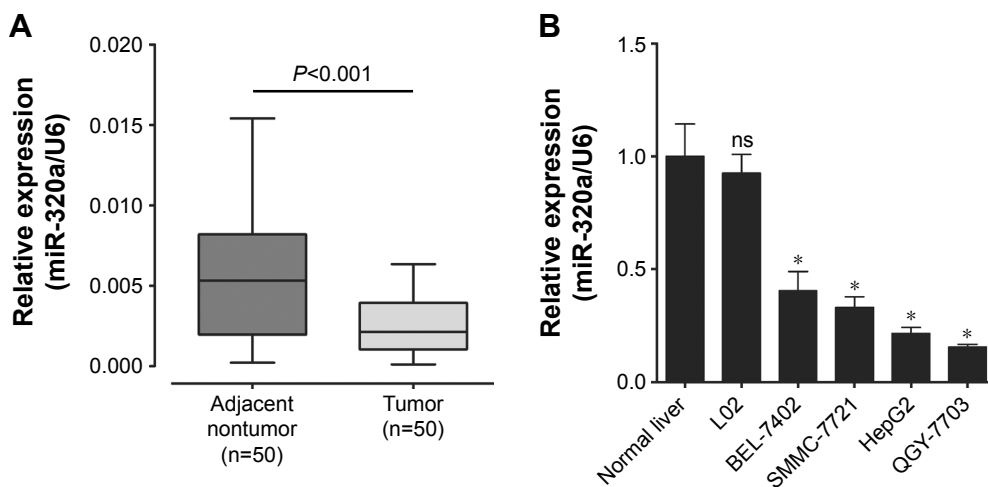 A
Relative expression
(miR-320a/U6)
0.020
0.015
0.010
0.005
0.000
P<0.001
Adjacent
nontumor
(n=50)
Tumor
(n=50)
B
Relative expression
(miR-320a/U6)
1.5
1.0
0.5
0.0
ns
*
*
*
*
Normal liver
L02
BEL-7402
SMMC-7721
HepG2
QGY-7703